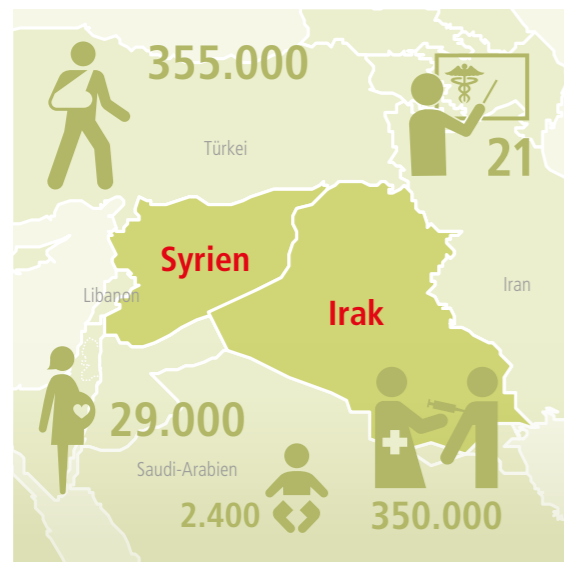 355.000
21
Türkei
Syrien
Libanon
Iran
Irak
29.000
Saudi-Arabien
2.400
350.000